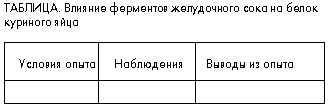 ТАБЛИЦА. Влияние ферментов желудочного сока на белок
куриного яйца
Условия опыта Наблюдения Выводы из опыта